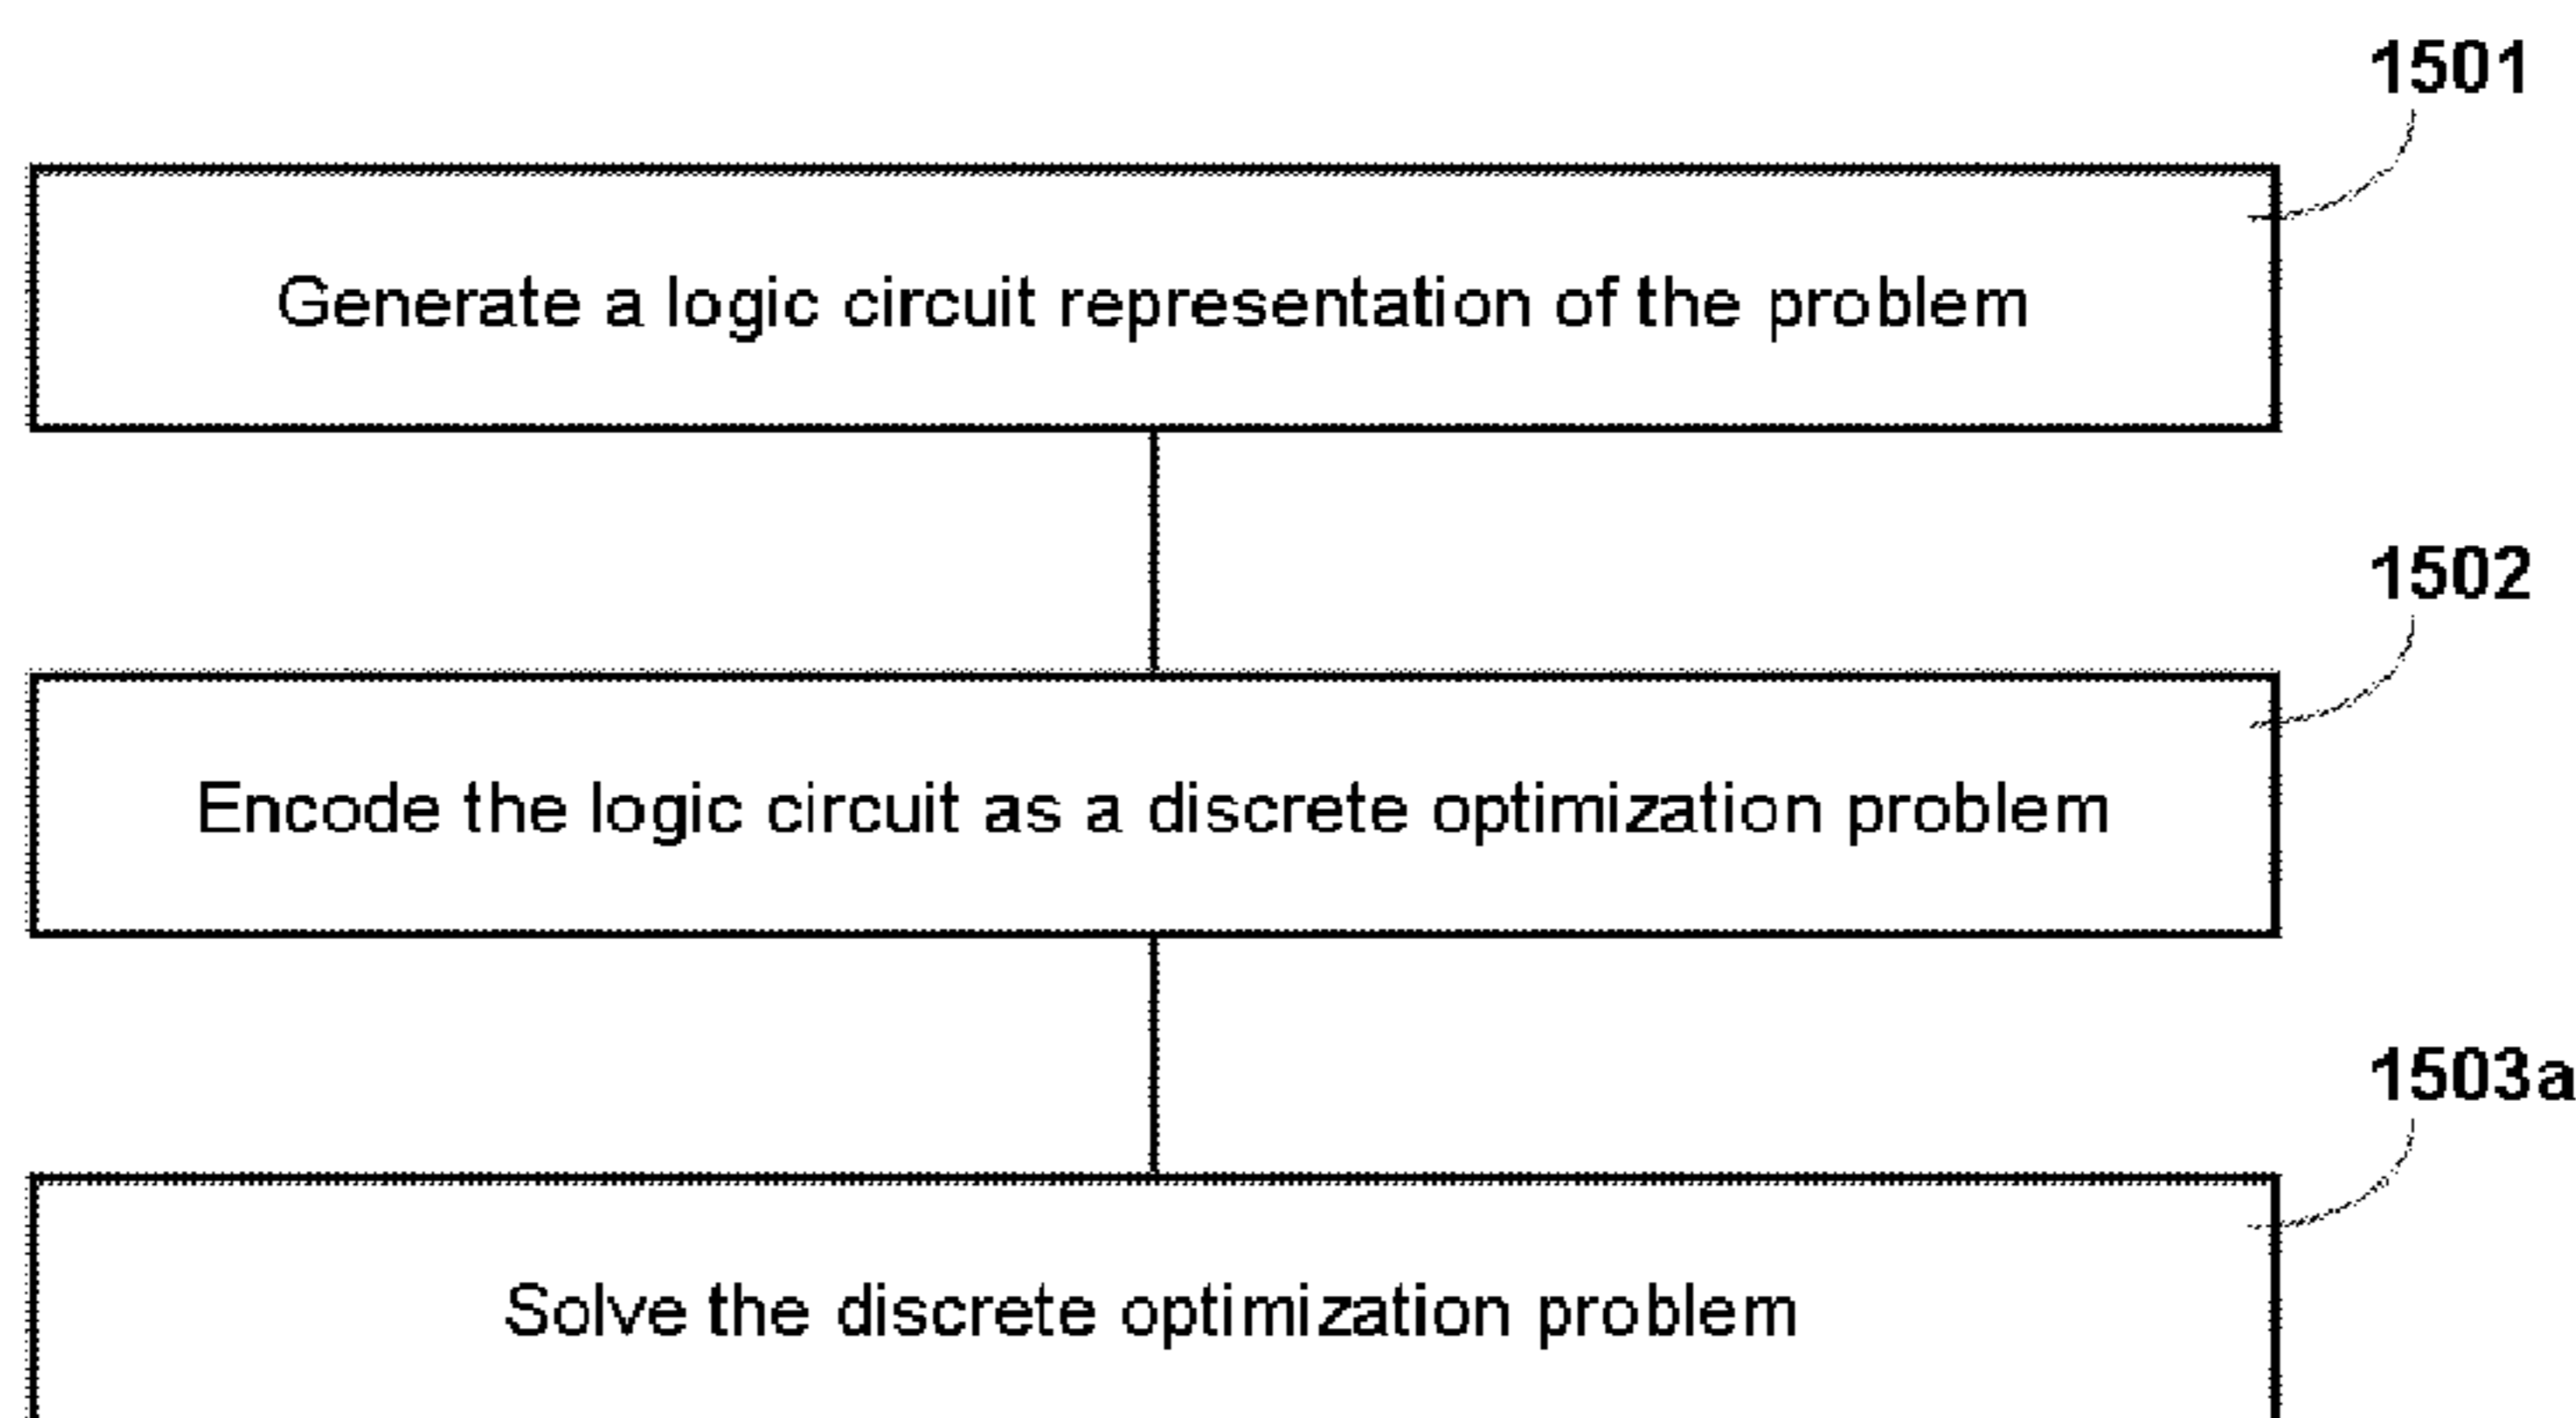 1501
Generate a logic circuit representation of the problem
1502
Encode the logic circuit as a discrete optimization problem
1503a
Solve the discrete optimization problem